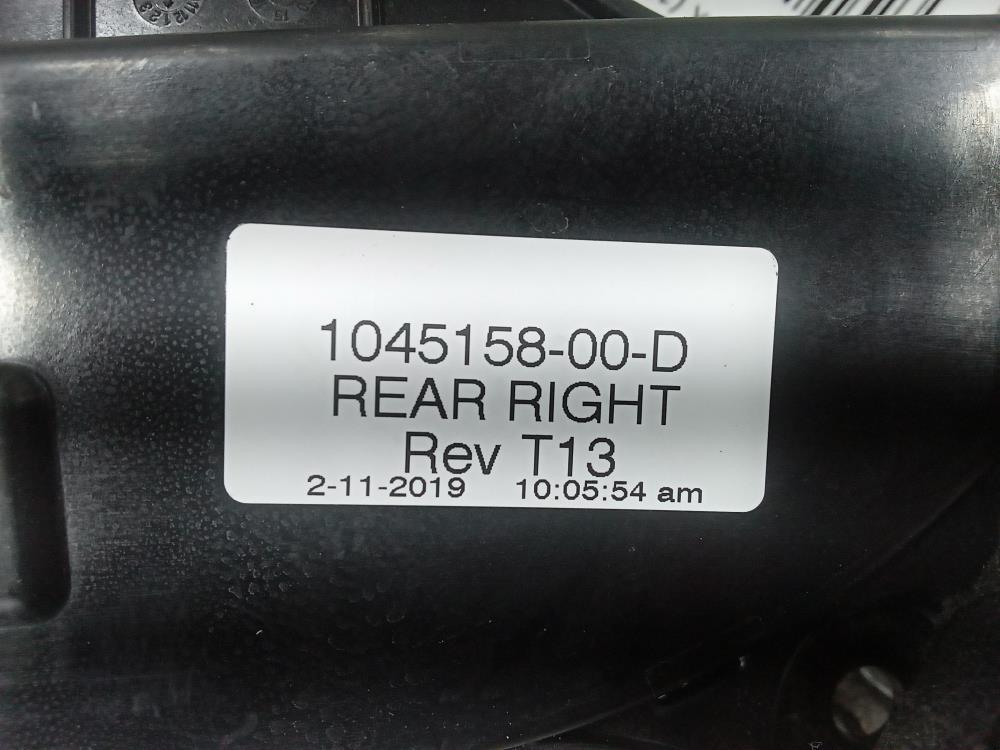 1045158-00-D
REAR RIGHT
Rev T13
2-11-2019 10:05:54 am